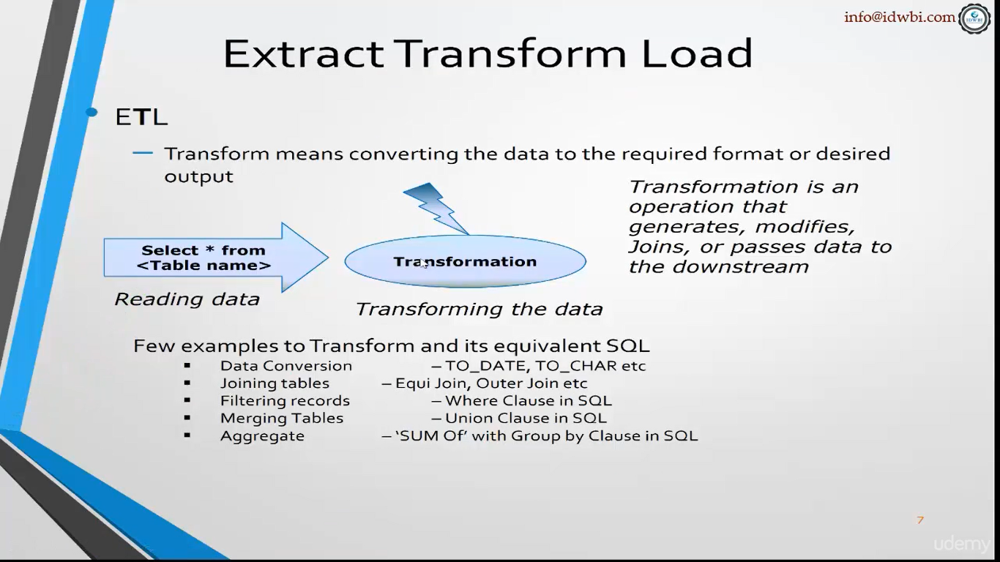 info@idwbi.com
IDWBI
Extract Transform Load
• ETL
— Transform means converting the data to the required format or desired
output
Transformation is an
operation that
generates, modifies,
Joins, or passes data to
the downstream
Select * from
<Table name>
Transformation
Reading data
Transforming the data
Few examples to Transform and its equivalent SQL
▪ Data Conversion – TO_DATE, TO_CHAR etc
▪ Joining tables – Equi Join, Outer Join etc
▪ Filtering records – Where Clause in SQL
▪ Merging Tables – Union Clause in SQL
▪ Aggregate – ‘SUM Of’ with Group by Clause in SQL
7
udemy